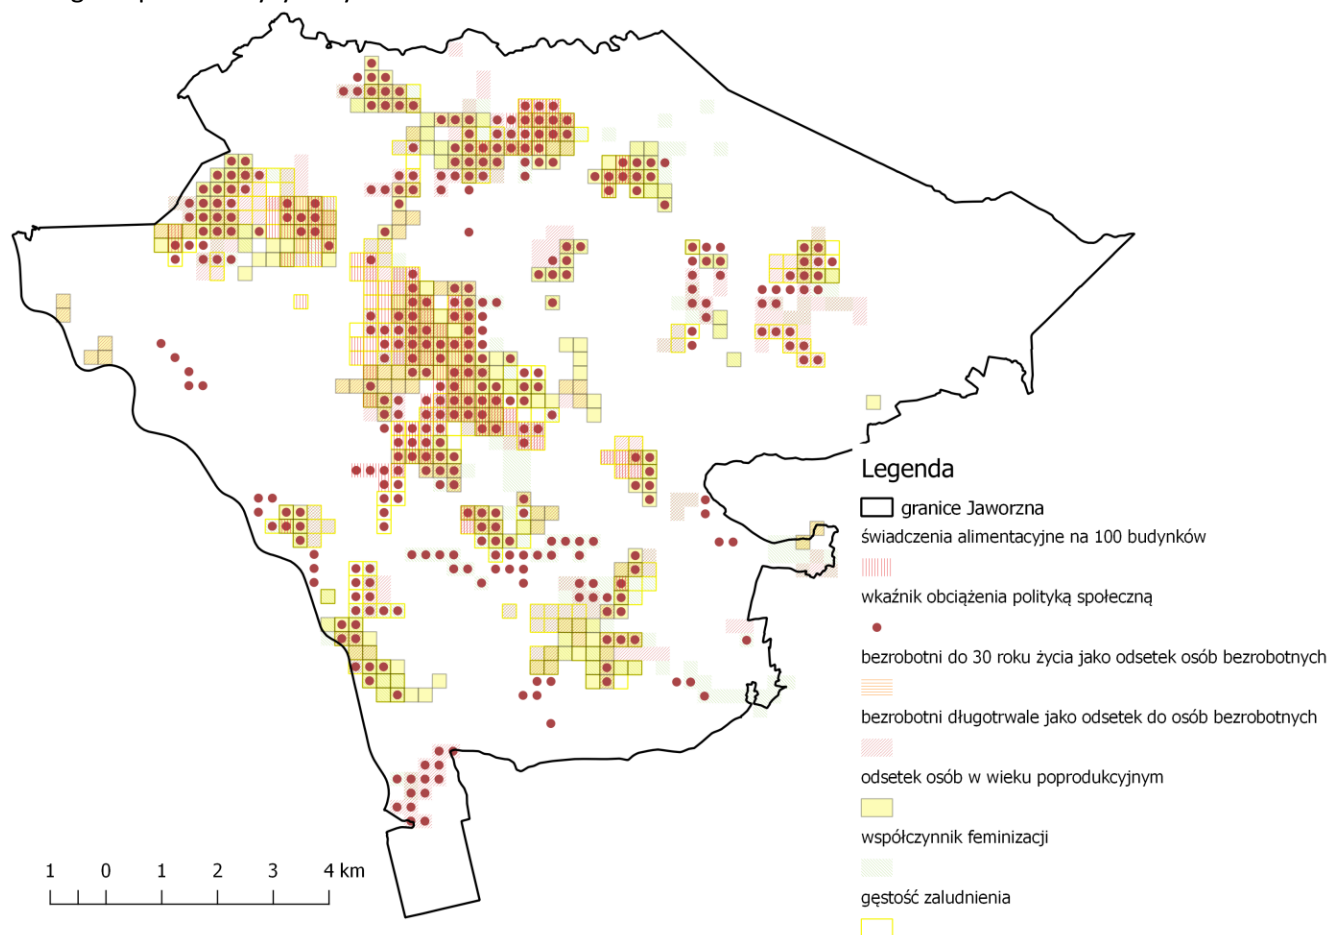 Legenda
granice Jaworzna
świadczenia alimentacyjne na 100 budynków
wkaźnik obciążenia polityką społeczną
bezrobotni do 30 roku życia jako odsetek osób bezrobotnych
bezrobotni długotrwale jako odsetek do osób bezrobotnych
odsetek osób w wieku poprodukcyjnym
współczynnik feminizacji
gęstość zaludnienia
1 0 1 2 3 4 km